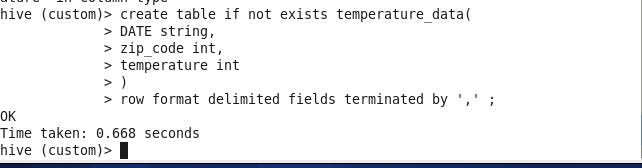 hive (custom)> create table if not exists temperature_data(
> DATE string,
> zip_code int,
> temperature int
> )
> row format delimited fields terminated by ',' ;
OK
Time taken: 0.668 seconds
hive (custom)>